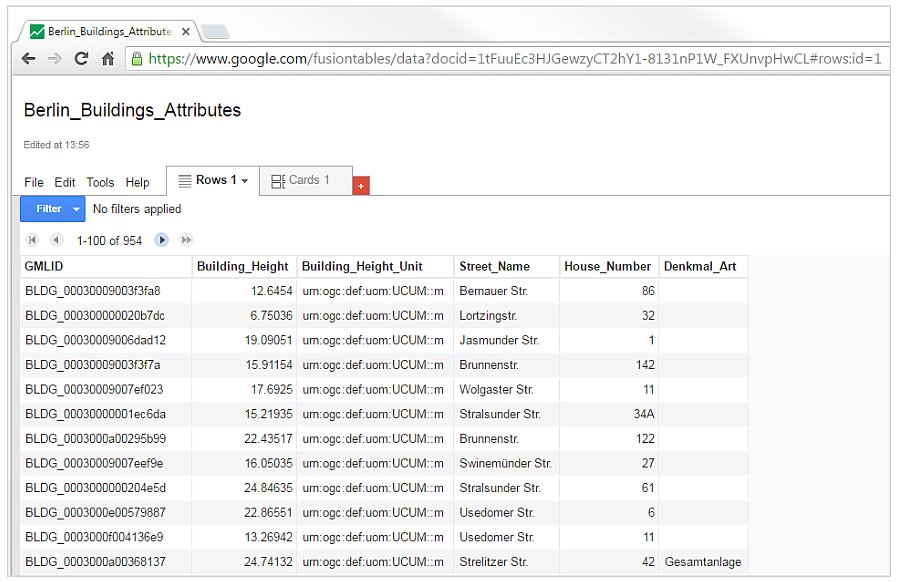 Berlin_Buildings_Attribute
https://www.google.com/fusiontables/data?docid=1tFuuEc3HJGewzyCT2hY1-8131nP1W_FXUnvpHwCL#rows:id=1
Berlin_Buildings_Attributes
Edited at 13:56
File Edit Tools Help Rows 1 Cards 1 +
Filter No filters applied
1-100 of 954
GMLID Building_Height Building_Height_Unit Street_Name House_Number Denkmal_Art
BLDG_00030009003f3fa8 12.6454 urn:ogc:def:uom:UCUM::m Bernauer Str. 86
BLDG_000300000020b7dc 6.75036 urn:ogc:def:uom:UCUM::m Lortzingstr. 32
BLDG_00030009006dad12 19.09051 urn:ogc:def:uom:UCUM::m Jasmunder Str. 1
BLDG_00030009003f3f7a 15.91154 urn:ogc:def:uom:UCUM::m Brunnenstr. 142
BLDG_00030009007ef023 17.6925 urn:ogc:def:uom:UCUM::m Wolgaster Str. 11
BLDG_00030000001ec6da 15.21935 urn:ogc:def:uom:UCUM::m Stralsunder Str. 34A
BLDG_0003000a00295b99 22.43517 urn:ogc:def:uom:UCUM::m Brunnenstr. 122
BLDG_00030009007eef9e 16.05035 urn:ogc:def:uom:UCUM::m Swinemünder Str. 27
BLDG_0003000000204e5d 24.84635 urn:ogc:def:uom:UCUM::m Stralsunder Str. 61
BLDG_0003000e00579887 22.86551 urn:ogc:def:uom:UCUM::m Usedomer Str. 6
BLDG_0003000f004136e9 13.26942 urn:ogc:def:uom:UCUM::m Usedomer Str. 11
BLDG_0003000a00368137 24.74132 urn:ogc:def:uom:UCUM::m Strelitzer Str. 42 Gesamtanlage